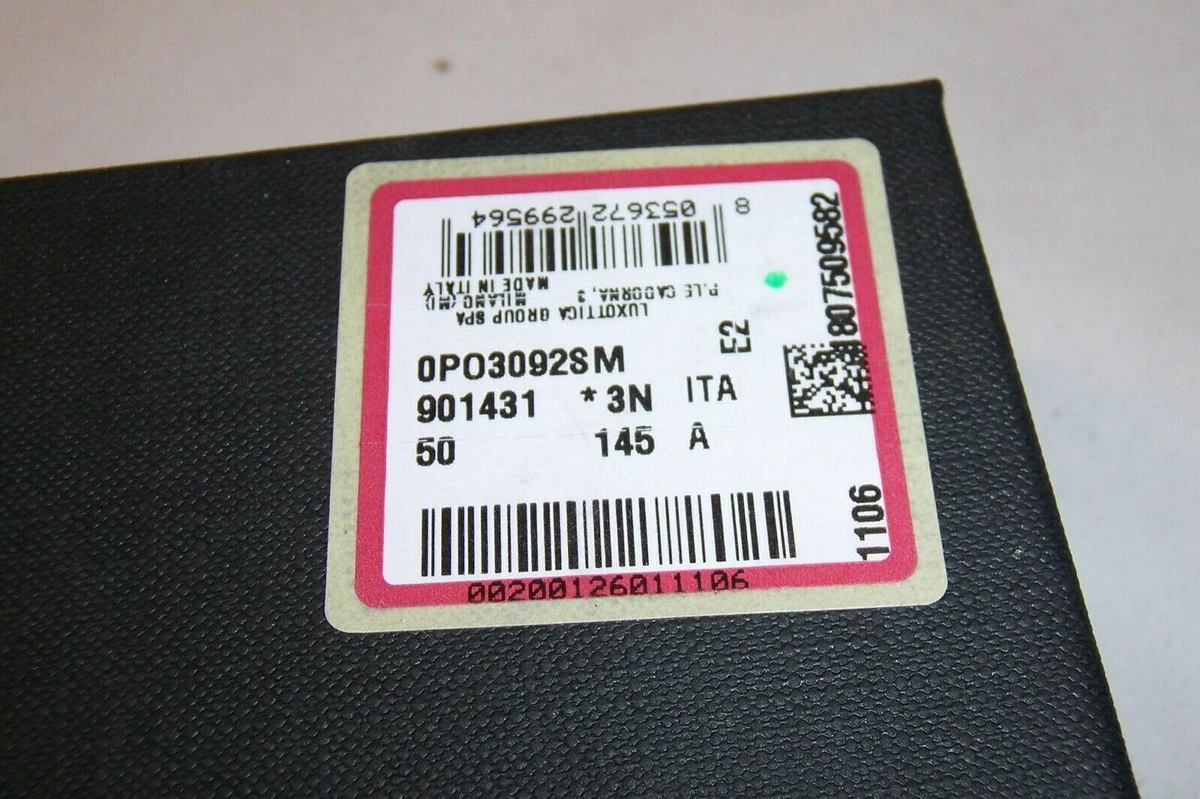 8 053672 299564
LUXOTTICA GROUP SPA
P.LE CADORNA, 3
MILANO (MI)
MADE IN ITALY
E2
0PO3092SM
901431 * 3N ITA
50 145 A
00200126011106
1807509582
1106